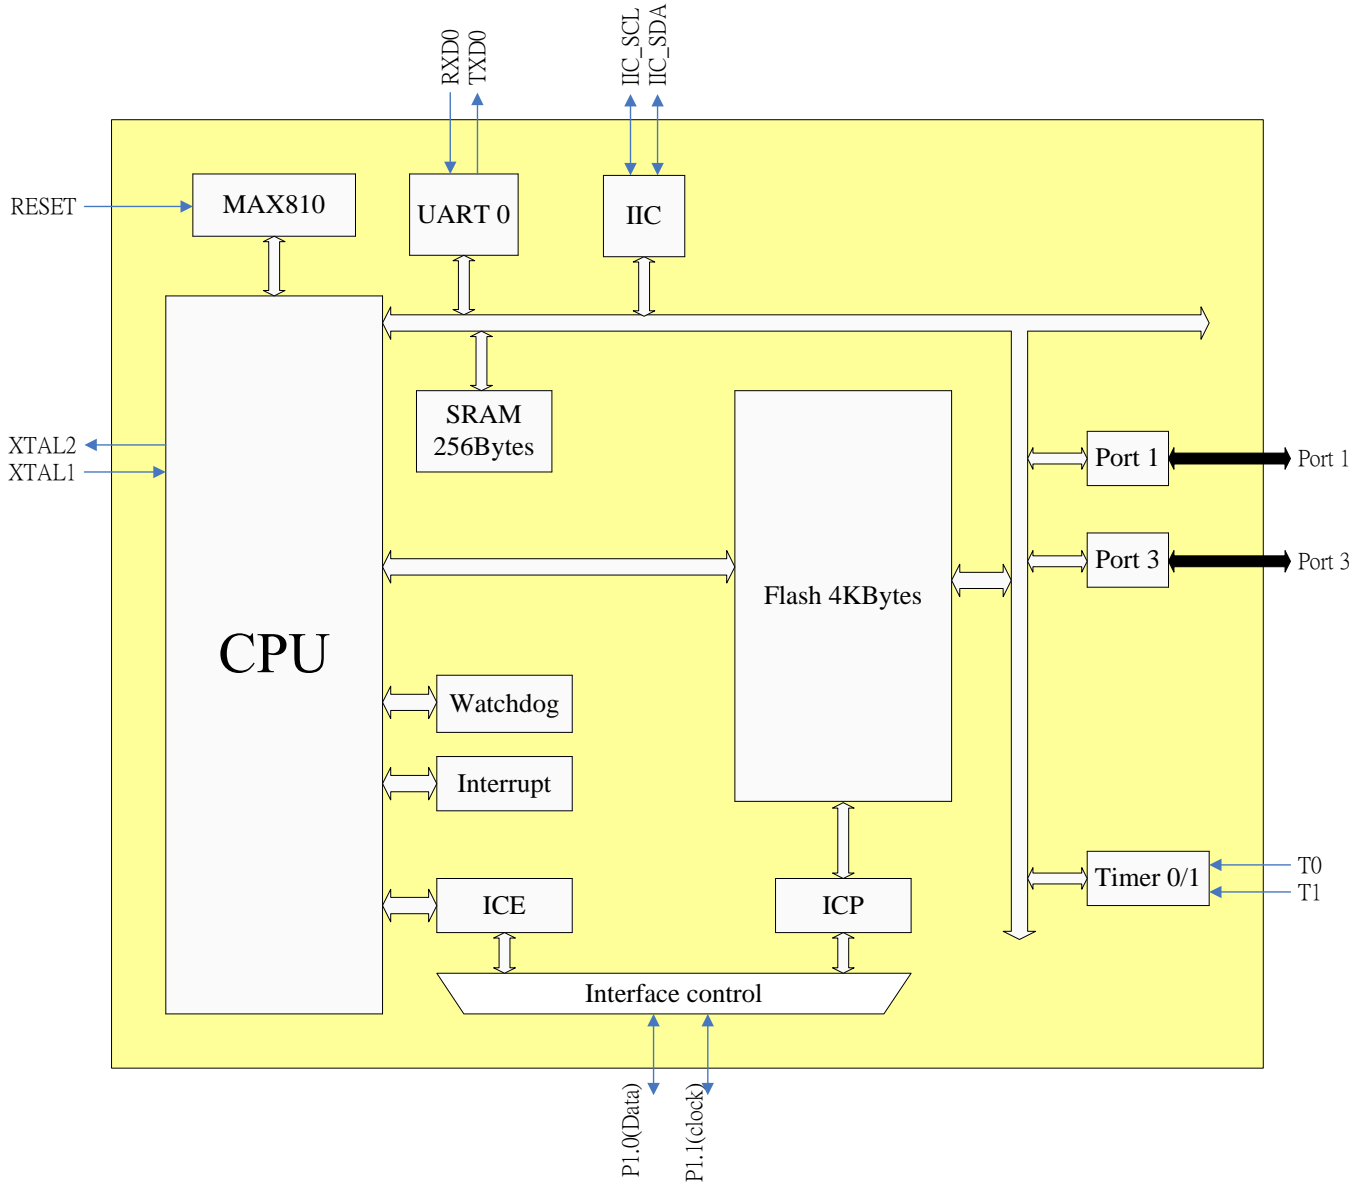 RXD0
TXD0
IIC_SCL
IIC_SDA
RESET
MAX810
UART 0
IIC
XTAL2
XTAL1
SRAM
256Bytes
Port 1
Port 1
Port 3
Port 3
Flash 4KBytes
CPU
Watchdog
Interrupt
ICE
ICP
Timer 0/1
T0
T1
Interface control
P1.0(Data)
P1.1(clock)